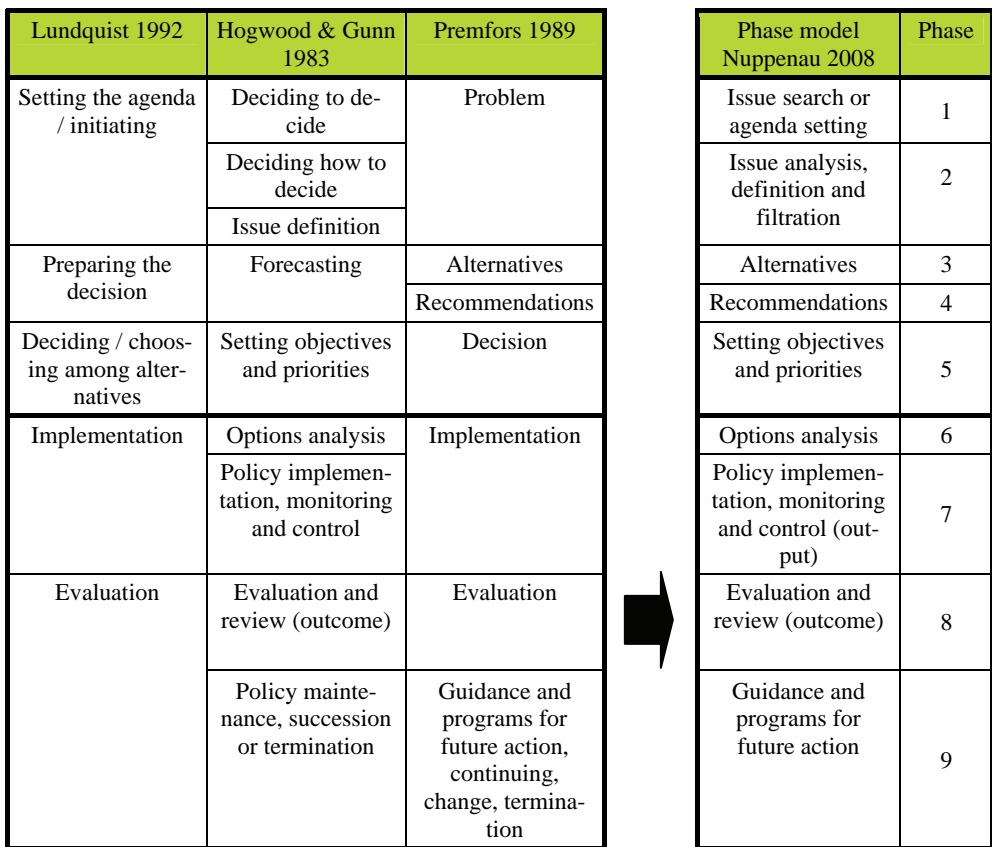 Lundquist 1992
Hogwood & Gunn
1983
Premfors 1989
Setting the agenda
/ initiating
Deciding to de-
cide
Problem
Deciding how to
decide
Issue definition
Preparing the
decision
Forecasting
Alternatives
Recommendations
Deciding / choos-
ing among alter-
natives
Setting objectives
and priorities
Decision
Implementation
Options analysis
Implementation
Policy implemen-
tation, monitoring
and control
Evaluation
Evaluation and
review (outcome)
Evaluation
Policy mainte-
nance, succession
or termination
Guidance and
programs for
future action,
continuing,
change, termina-
tion
Phase model
Nuppenau 2008
Phase
Issue search or
agenda setting
1
Issue analysis,
definition and
filtration
2
Alternatives
3
Recommendations
4
Setting objectives
and priorities
5
Options analysis
6
Policy implemen-
tation, monitoring
and control (out-
put)
7
Evaluation and
review (outcome)
8
Guidance and
programs for
future action
9